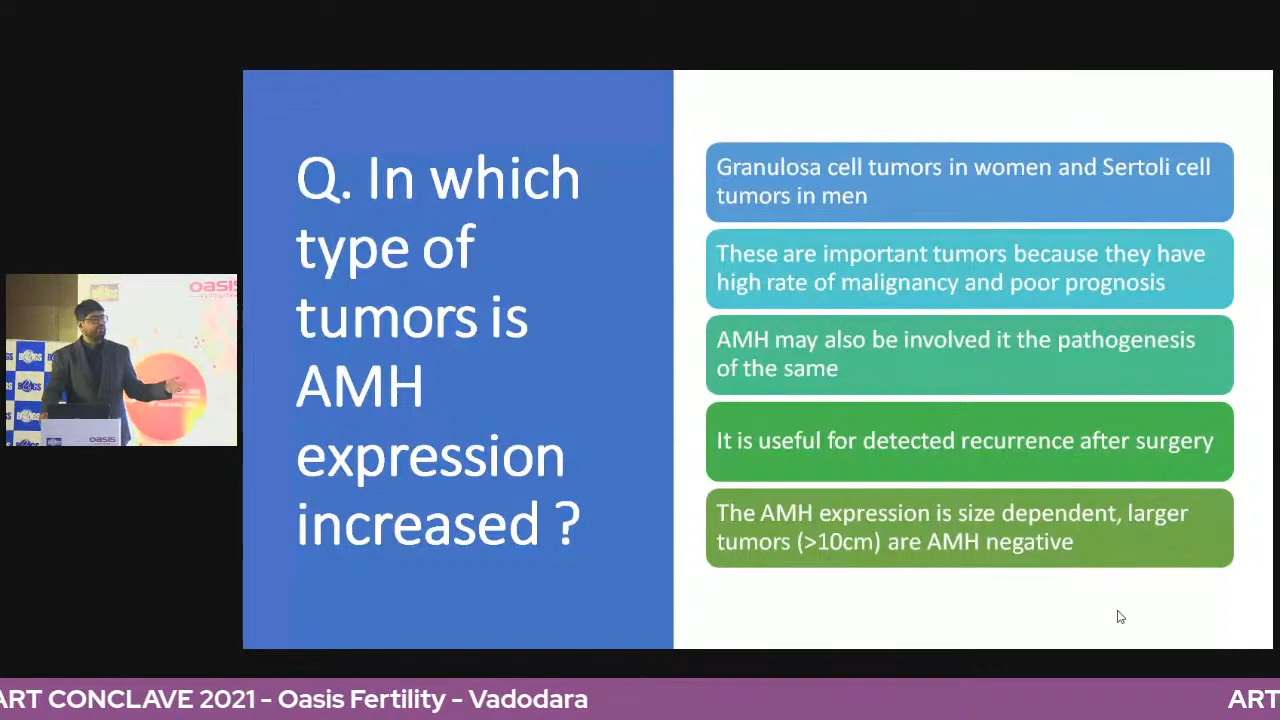 Q. In which
type of
tumors is
AMH
expression
increased ?
Granulosa cell tumors in women and Sertoli cell
tumors in men
These are important tumors because they have
high rate of malignancy and poor prognosis
AMH may also be involved it the pathogenesis
of the same
It is useful for detected recurrence after surgery
The AMH expression is size dependent, larger
tumors (>10cm) are AMH negative
oasis
oasis
ART CONCLAVE 2021 - Oasis Fertility - Vadodara
ART